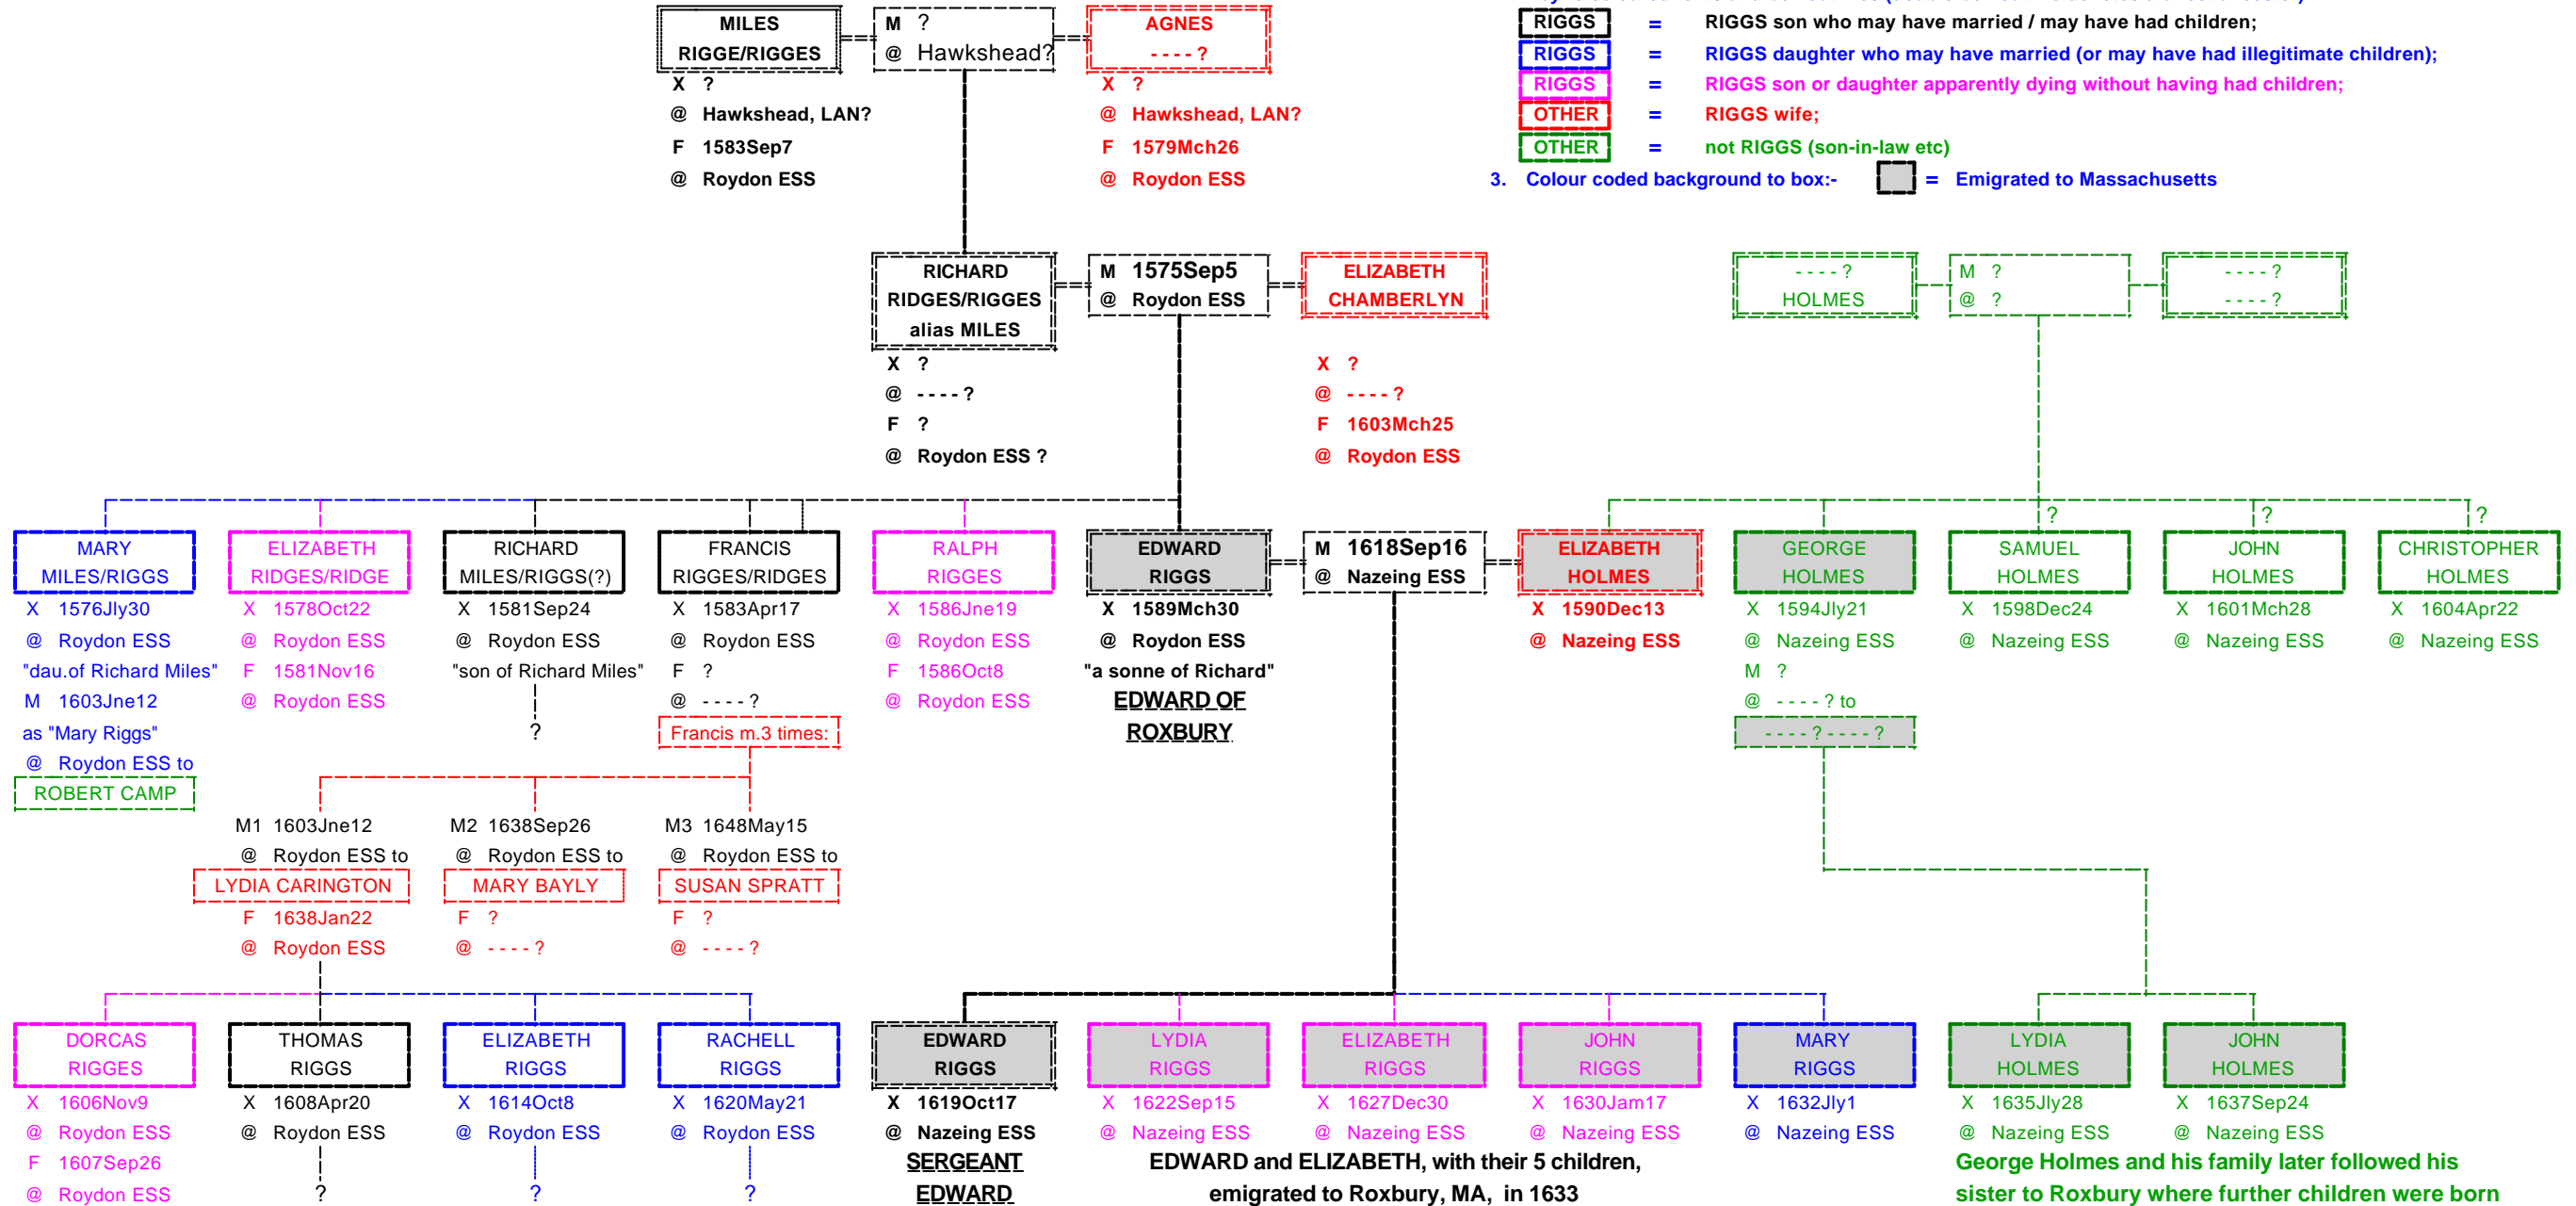 MILES
RIGGE/RIGGES
M ?
@ Hawkshead?
AGNES
- - - - ?
X ?
@ Hawkshead, LAN?
F 1583Sep7
@ Roydon ESS
X ?
@ Hawkshead, LAN?
F 1579Mch26
@ Roydon ESS
RIGGS = RIGGS son who may have married / may have had children;
RIGGS = RIGGS daughter who may have married (or may have had illegitimate children);
RIGGS = RIGGS son or daughter apparently dying without having had children;
OTHER = RIGGS wife;
OTHER = not RIGGS (son-in-law etc)
3. Colour coded background to box:- = Emigrated to Massachusetts
RICHARD
RIDGES/RIGGES
alias MILES
M 1575Sep5
@ Roydon ESS
ELIZABETH
CHAMBERLYN
X ?
@ - - - - ?
F ?
@ Roydon ESS ?
X ?
@ - - - - ?
F 1603Mch25
@ Roydon ESS
- - - - ?
HOLMES
M ?
@ ?
- - - - ?
- - - - ?
MARY
MILES/RIGGS
X 1576Jly30
@ Roydon ESS
"dau.of Richard Miles"
M 1603Jne12
as "Mary Riggs"
@ Roydon ESS to
ROBERT CAMP
ELIZABETH
RIDGES/RIDGE
X 1578Oct22
@ Roydon ESS
F 1581Nov16
@ Roydon ESS
RICHARD
MILES/RIGGS(?)
X 1581Sep24
@ Roydon ESS
"son of Richard Miles"
?
FRANCIS
RIGGES/RIDGES
X 1583Apr17
@ Roydon ESS
F ?
@ - - - - ?
Francis m.3 times:
RALPH
RIGGES
X 1586Jne19
@ Roydon ESS
F 1586Oct8
@ Roydon ESS
EDWARD
RIGGS
X 1589Mch30
@ Roydon ESS
"a sonne of Richard"
EDWARD OF
ROXBURY
M 1618Sep16
@ Nazeing ESS
ELIZABETH
HOLMES
X 1590Dec13
@ Nazeing ESS
GEORGE
HOLMES
X 1594Jly21
@ Nazeing ESS
M ?
@ - - - - ? to
- - - - ? - - - - ?
?
SAMUEL
HOLMES
X 1598Dec24
@ Nazeing ESS
?
JOHN
HOLMES
X 1601Mch28
@ Nazeing ESS
?
CHRISTOPHER
HOLMES
X 1604Apr22
@ Nazeing ESS
M1 1603Jne12
@ Roydon ESS to
LYDIA CARINGTON
F 1638Jan22
@ Roydon ESS
M2 1638Sep26
@ Roydon ESS to
MARY BAYLY
F ?
@ - - - - ?
M3 1648May15
@ Roydon ESS to
SUSAN SPRATT
F ?
@ - - - - ?
DORCAS
RIGGES
X 1606Nov9
@ Roydon ESS
F 1607Sep26
@ Roydon ESS
THOMAS
RIGGS
X 1608Apr20
@ Roydon ESS
?
ELIZABETH
RIGGS
X 1614Oct8
@ Roydon ESS
?
RACHELL
RIGGS
X 1620May21
@ Roydon ESS
?
EDWARD
RIGGS
X 1619Oct17
@ Nazeing ESS
SERGEANT
EDWARD
LYDIA
RIGGS
X 1622Sep15
@ Nazeing ESS
ELIZABETH
RIGGS
X 1627Dec30
@ Nazeing ESS
JOHN
RIGGS
X 1630Jam17
@ Nazeing ESS
MARY
RIGGS
X 1632Jly1
@ Nazeing ESS
EDWARD and ELIZABETH, with their 5 children,
emigrated to Roxbury, MA, in 1633
LYDIA
HOLMES
X 1635Jly28
@ Nazeing ESS
JOHN
HOLMES
X 1637Sep24
@ Nazeing ESS
George Holmes and his family later followed his
sister to Roxbury where further children were born